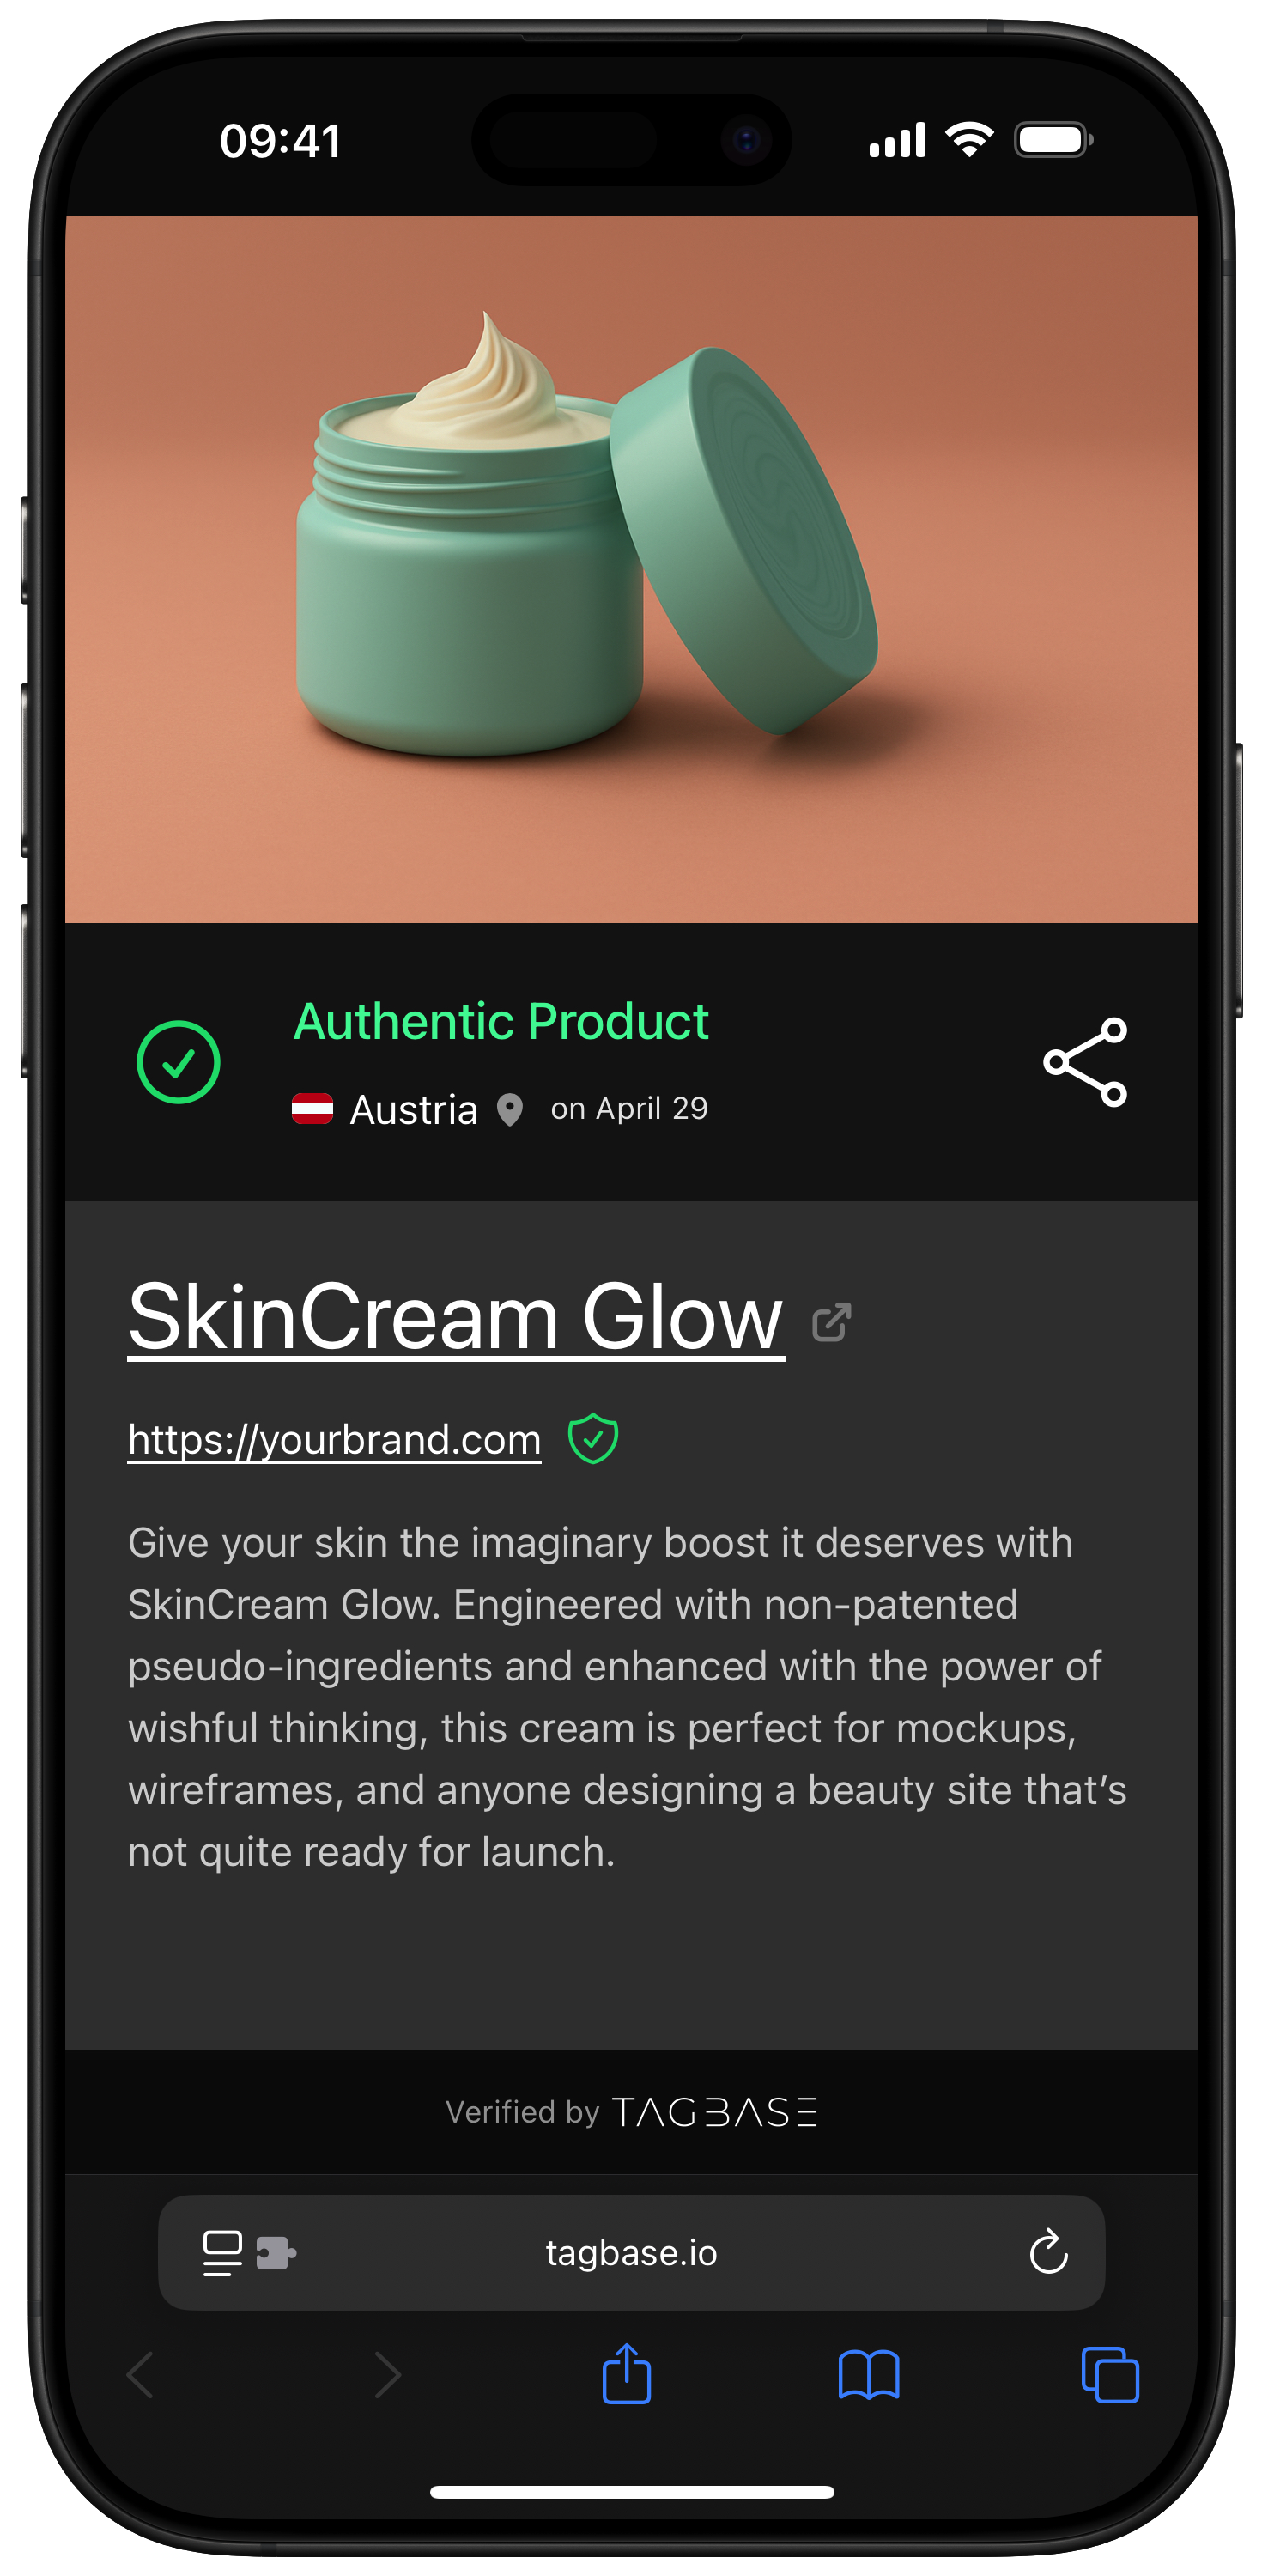 09:41
Authentic Product
Austria on April 29
SkinCream Glow
https://yourbrand.com
Give your skin the imaginary boost it deserves with
SkinCream Glow. Engineered with non-patented
pseudo-ingredients and enhanced with the power of
wishful thinking, this cream is perfect for mockups,
wireframes, and anyone designing a beauty site that’s
not quite ready for launch.
Verified by TAGBASE
tagbase.io